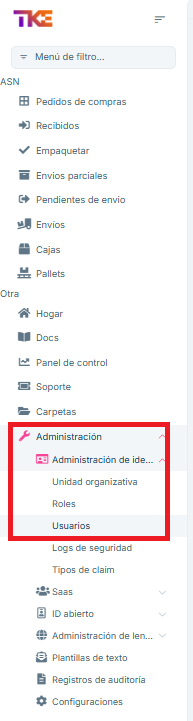 TKE
Menú de filtro...
ASN
Pedidos de compras
Recibidos
Empaquetar
Envios parciales
Pendientes de envío
Envíos
Cajas
Pallets
Otra
Hogar
Docs
Panel de control
Soporte
Carpetas
Administración
Administración de ide...
Unidad organizativa
Roles
Usuarios
Logs de seguridad
Tipos de claim
Saas
ID abierto
Administración de len...
Plantillas de texto
Registros de auditoría
Configuraciones